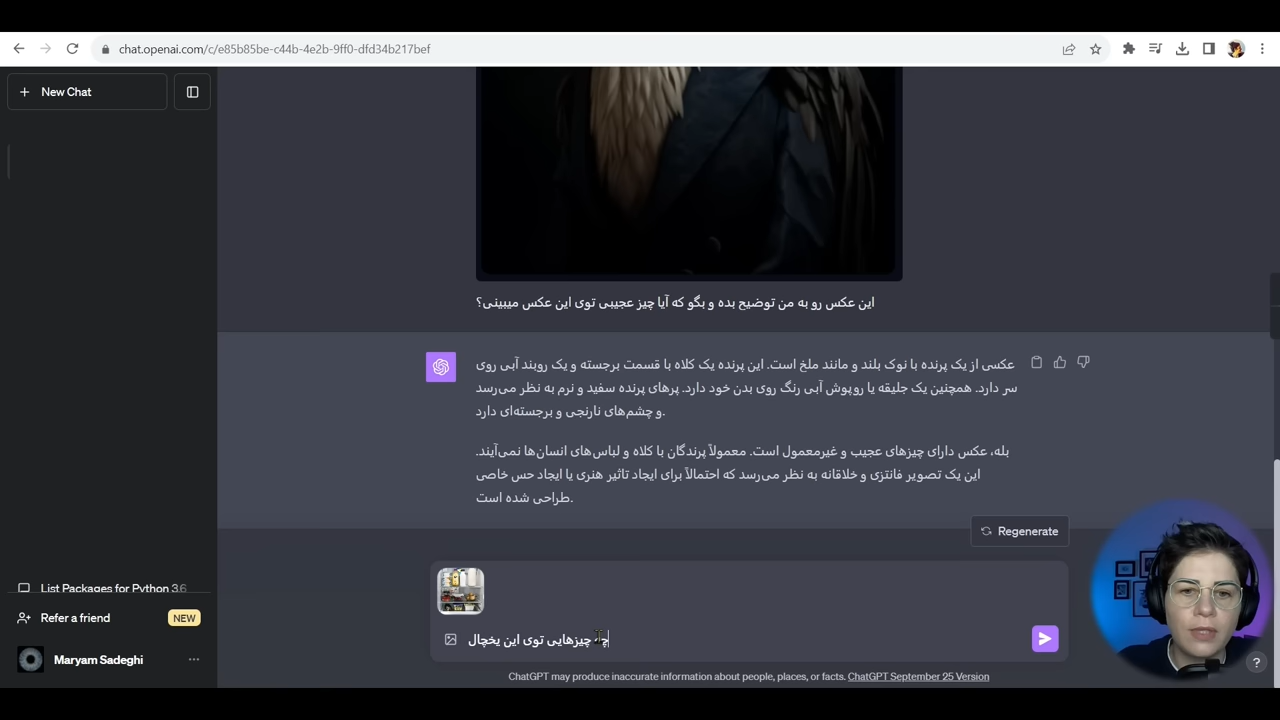 chat.openai.com/c/e85b85be-c44b-4e2b-9ff0-dfd34b217bef
New Chat
این عکس رو به من توضیح بده و بگو که آیا چیز عجیبی توی این عکس میبینی؟
عکسی از یک پرنده با نوک بلند و مانند ملخ است. این پرنده یک کلاه با قسمت برجسته و یک روبند آبی روی
سر دارد. همچنین یک جلیقه یا روپوش آبی رنگ روی بدن خود دارد. پرهای پرنده سفید و نرم به نظر می‌رسد
و چشم‌های نارنجی و برجسته‌ای دارد.
بله، عکس دارای چیزهای عجیب و غیرمعمول است. معمولاً پرندگان با کلاه و لباس‌های انسان‌ها نمی‌آیند.
این یک تصویر فانتزی و خلاقانه به نظر می‌رسد که احتمالاً برای ایجاد تاثیر هنری یا ایجاد حس خاصی
طراحی شده است.
Regenerate
List Packages for Python 3.6
Refer a friend
NEW
Maryam Sadeghi
چیزهایی توی این یخچال
ChatGPT may produce inaccurate information about people, places, or facts. ChatGPT September 25 Version
?